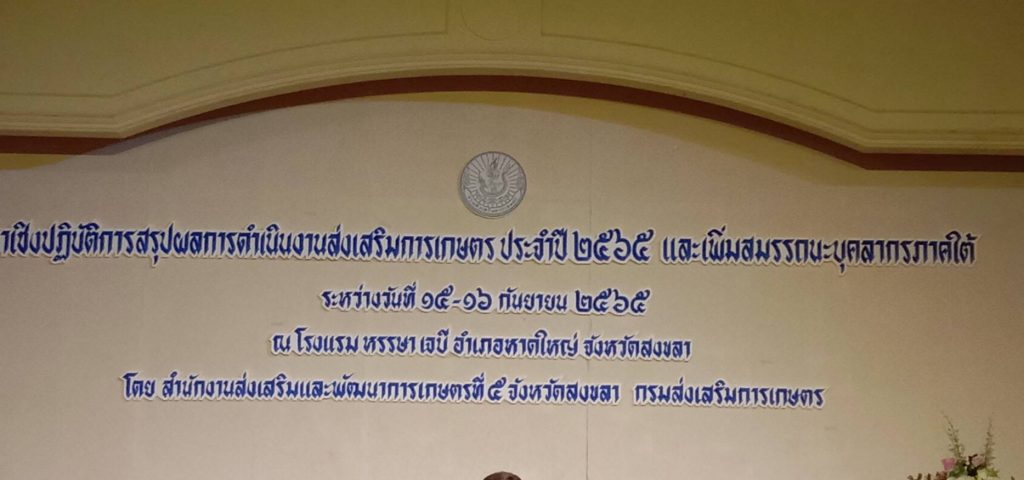 าเชิงปฏิบัติการสรุปผลการดำเนินงานส่งเสริมการเกษตร ประจำปี ๒๕๖๕ และเพิ่มสมรรถนะบุคลากรภาคใต้
ระหว่างวันที่ ๑๕-๑๖ กันยายน ๒๕๖๕
ณ โรงแรม หรรษา เจบี อำเภอหาดใหญ่ จังหวัดสงขลา
โดย สำนักงานส่งเสริมและพัฒนาการเกษตรที่ ๕ จังหวัดสงขลา กรมส่งเสริมการเกษตร